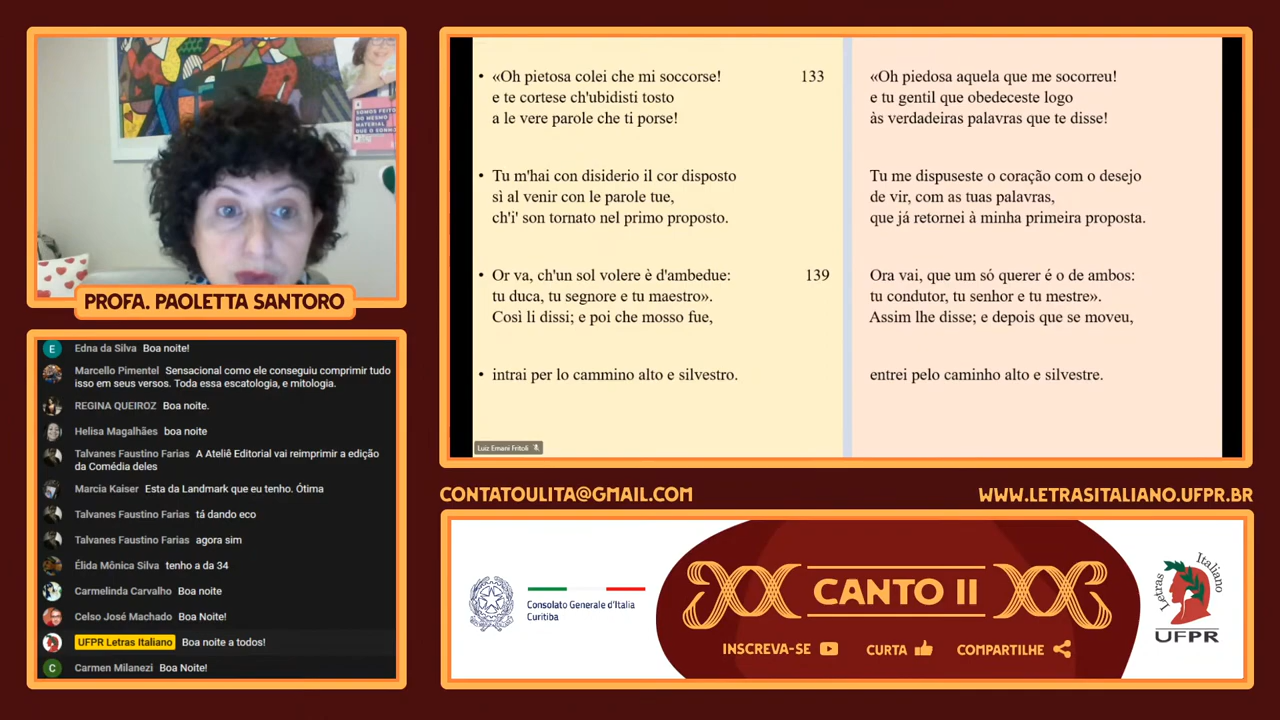 SOMOS FEITOS
DO MESMO
MATERIAL
QUE O SONHO
PROFA. PAOLETTA SANTORO
E Edna da Silva Boa noite!
Marcello Pimentel Sensacional como ele conseguiu comprimir tudo
isso em seus versos. Toda essa escatologia, e mitologia.
REGINA QUEIROZ Boa noite.
Helisa Magalhães boa noite
Talvanes Faustino Farias A Ateliê Editorial vai reimprimir a edição
da Comédia deles
Marcia Kaiser Esta da Landmark que eu tenho. Ótima
Talvanes Faustino Farias tá dando eco
Talvanes Faustino Farias agora sim
Élida Mônica Silva tenho a da 34
Carmelinda Carvalho Boa noite
Celso José Machado Boa Noite!
UFPR Letras Italiano Boa noite a todos!
C Carmen Milanezi Boa Noite!
• «Oh pietosa colei che mi soccorse! 133
e te cortese ch'ubidisti tosto
a le vere parole che ti porse!
• Tu m'hai con disiderio il cor disposto
sì al venir con le parole tue,
ch'i' son tornato nel primo proposto.
• Or va, ch'un sol volere è d'ambedue: 139
tu duca, tu segnore e tu maestro».
Così li dissi; e poi che mosso fue,
• intrai per lo cammino alto e silvestro.
Luiz Ernani Fritoli
«Oh piedosa aquela que me socorreu!
e tu gentil que obedeceste logo
às verdadeiras palavras que te disse!
Tu me dispuseste o coração com o desejo
de vir, com as tuas palavras,
que já retornei à minha primeira proposta.
Ora vai, que um só querer é o de ambos:
tu condutor, tu senhor e tu mestre».
Assim lhe disse; e depois que se moveu,
entrei pelo caminho alto e silvestre.
CONTATOULITA@GMAIL.COM
WWW.LETRASITALIANO.UFPR.BR
Consolato Generale d'Italia
Curitiba
CANTO II
INSCREVA-SE
CURTA
COMPARTILHE
Letras Italiano
UFPR